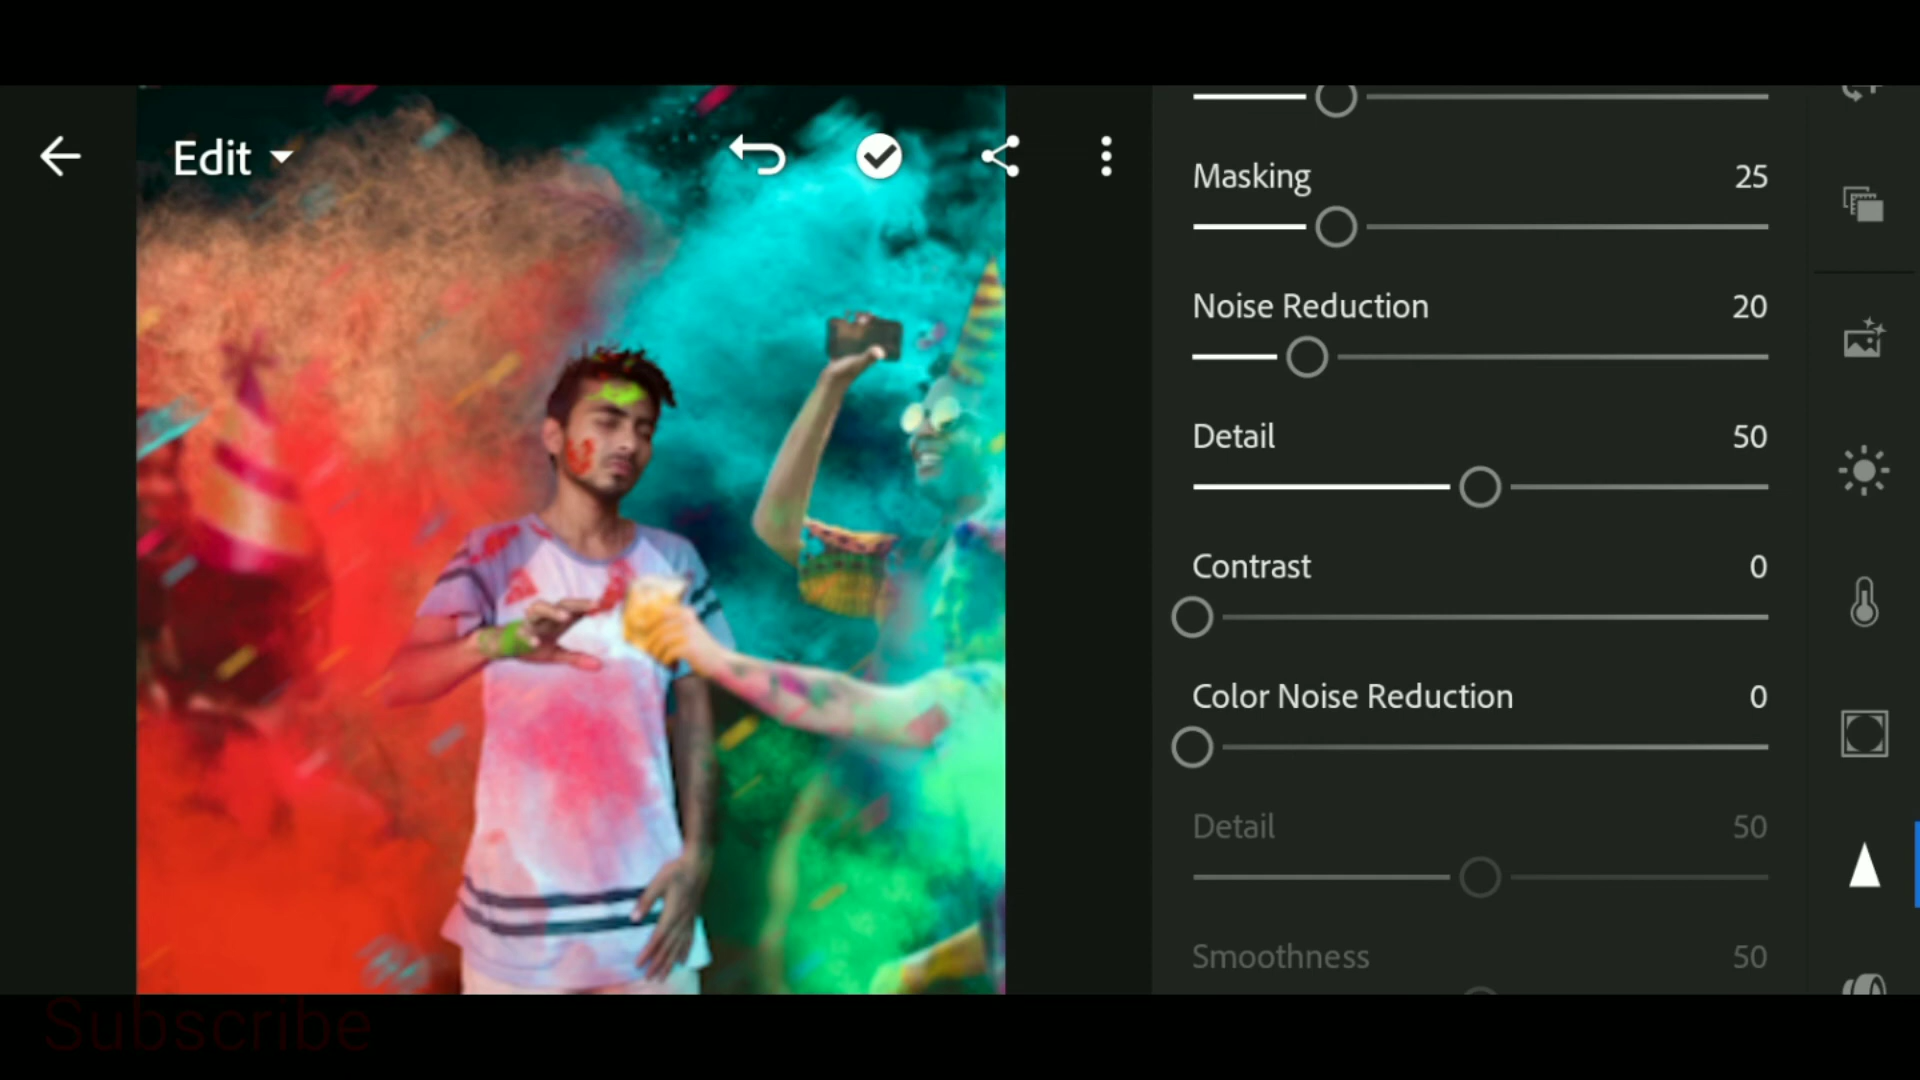 Edit
Masking 25
Noise Reduction 20
Detail 50
Contrast 0
Color Noise Reduction 0
Detail 50
Smoothness 50
Subscribe